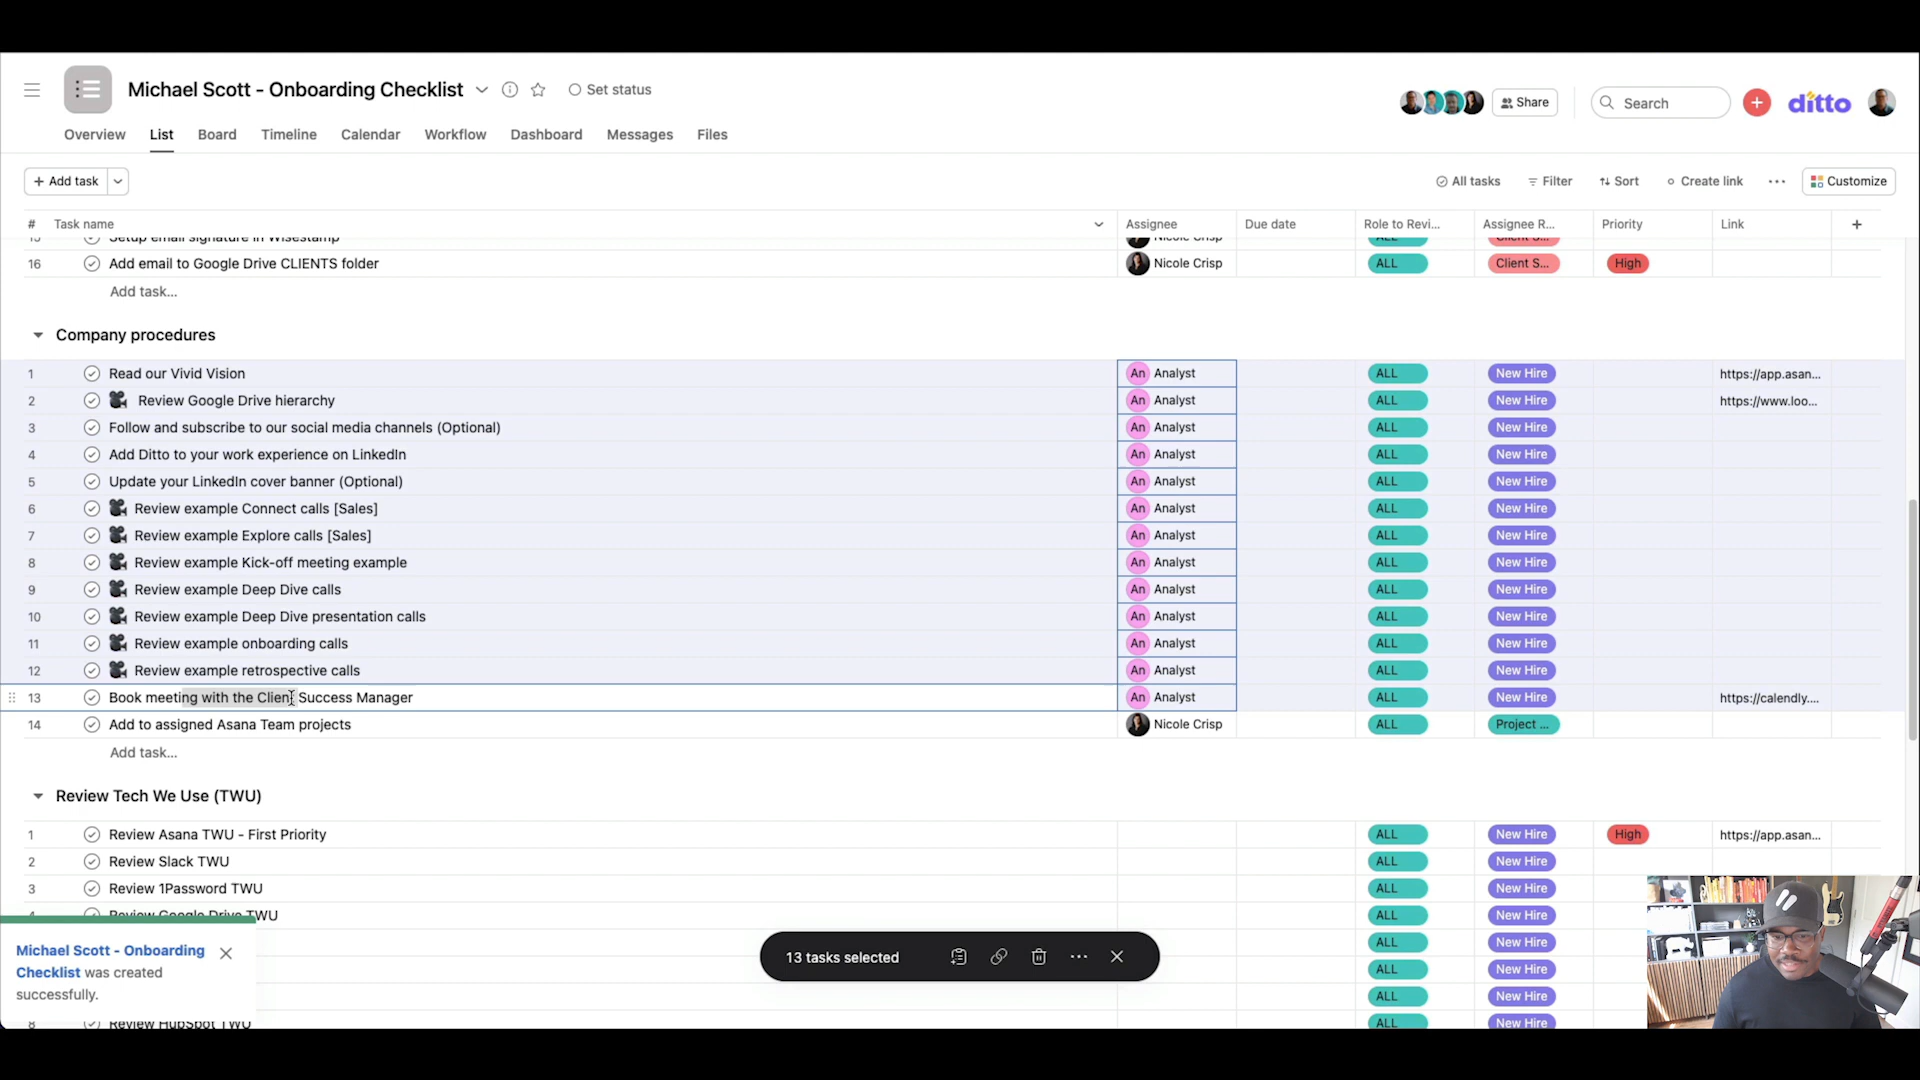 Michael Scott - Onboarding Checklist
Set status
Share
Search
ditto
Overview List Board Timeline Calendar Workflow Dashboard Messages Files
+ Add task
All tasks Filter Sort Create link ... Customize
# Task name Assignee Due date Role to Revi... Assignee R... Priority Link +
15 Setup email signature in Wisestamp Nicole Crisp ALL Client S...
16 Add email to Google Drive CLIENTS folder Nicole Crisp ALL Client S... High
Add task...
Company procedures
1 Read our Vivid Vision An Analyst ALL New Hire https://app.asan...
2 Review Google Drive hierarchy An Analyst ALL New Hire https://www.loo...
3 Follow and subscribe to our social media channels (Optional) An Analyst ALL New Hire
4 Add Ditto to your work experience on LinkedIn An Analyst ALL New Hire
5 Update your LinkedIn cover banner (Optional) An Analyst ALL New Hire
6 Review example Connect calls [Sales] An Analyst ALL New Hire
7 Review example Explore calls [Sales] An Analyst ALL New Hire
8 Review example Kick-off meeting example An Analyst ALL New Hire
9 Review example Deep Dive calls An Analyst ALL New Hire
10 Review example Deep Dive presentation calls An Analyst ALL New Hire
11 Review example onboarding calls An Analyst ALL New Hire
12 Review example retrospective calls An Analyst ALL New Hire
13 Book meeting with the Client Success Manager An Analyst ALL New Hire https://calendly....
14 Add to assigned Asana Team projects Nicole Crisp ALL Project ...
Add task...
Review Tech We Use (TWU)
1 Review Asana TWU - First Priority ALL New Hire High https://app.asan...
2 Review Slack TWU ALL New Hire
3 Review 1Password TWU ALL New Hire
4 Review Google Drive TWU ALL New Hire
ALL New Hire
ALL New Hire
ALL New Hire
8 Review HubSpot TWU ALL New Hire
Michael Scott - Onboarding
Checklist was created
successfully.
13 tasks selected